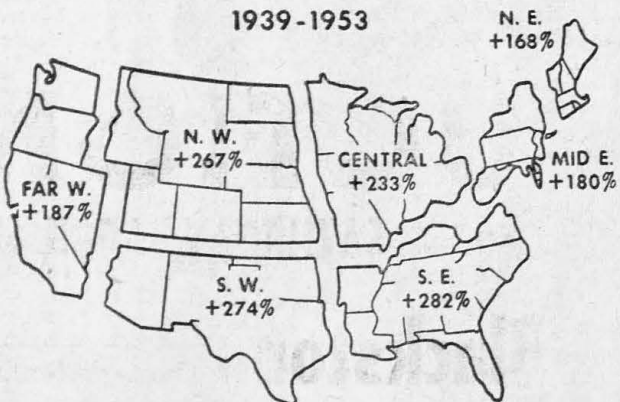 1939-1953
N. E.
+168%
N. W.
+267%
CENTRAL
+233%
MID E.
+180%
FAR W.
+187%
S. W.
+274%
S. E.
+282%